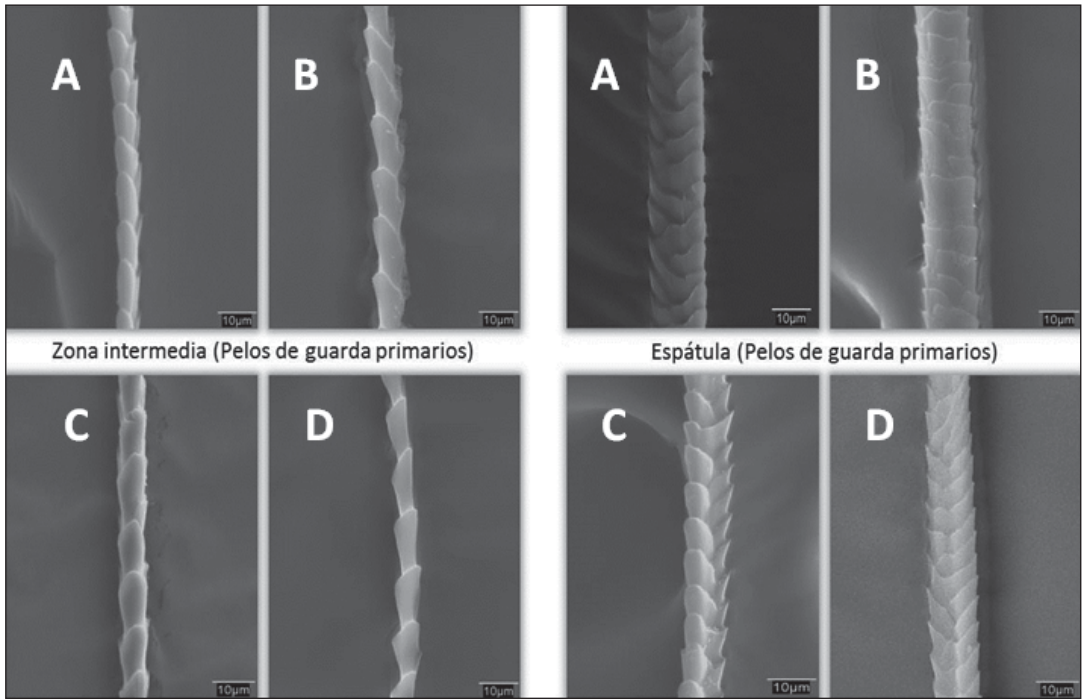 A B A B
10µm 10µm 10µm 10µm
Zona intermedia (Pelos de guarda primarios) Espátula (Pelos de guarda primarios)
C D C D
10µm 10µm 10µm 10µm